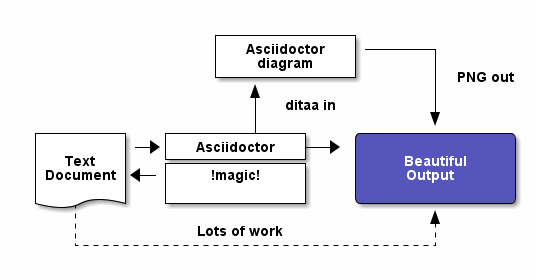 Asciidoctor
diagram
PNG out
ditaa in
Text
Document
Asciidoctor
!magic!
Beautiful
Output
Lots of work